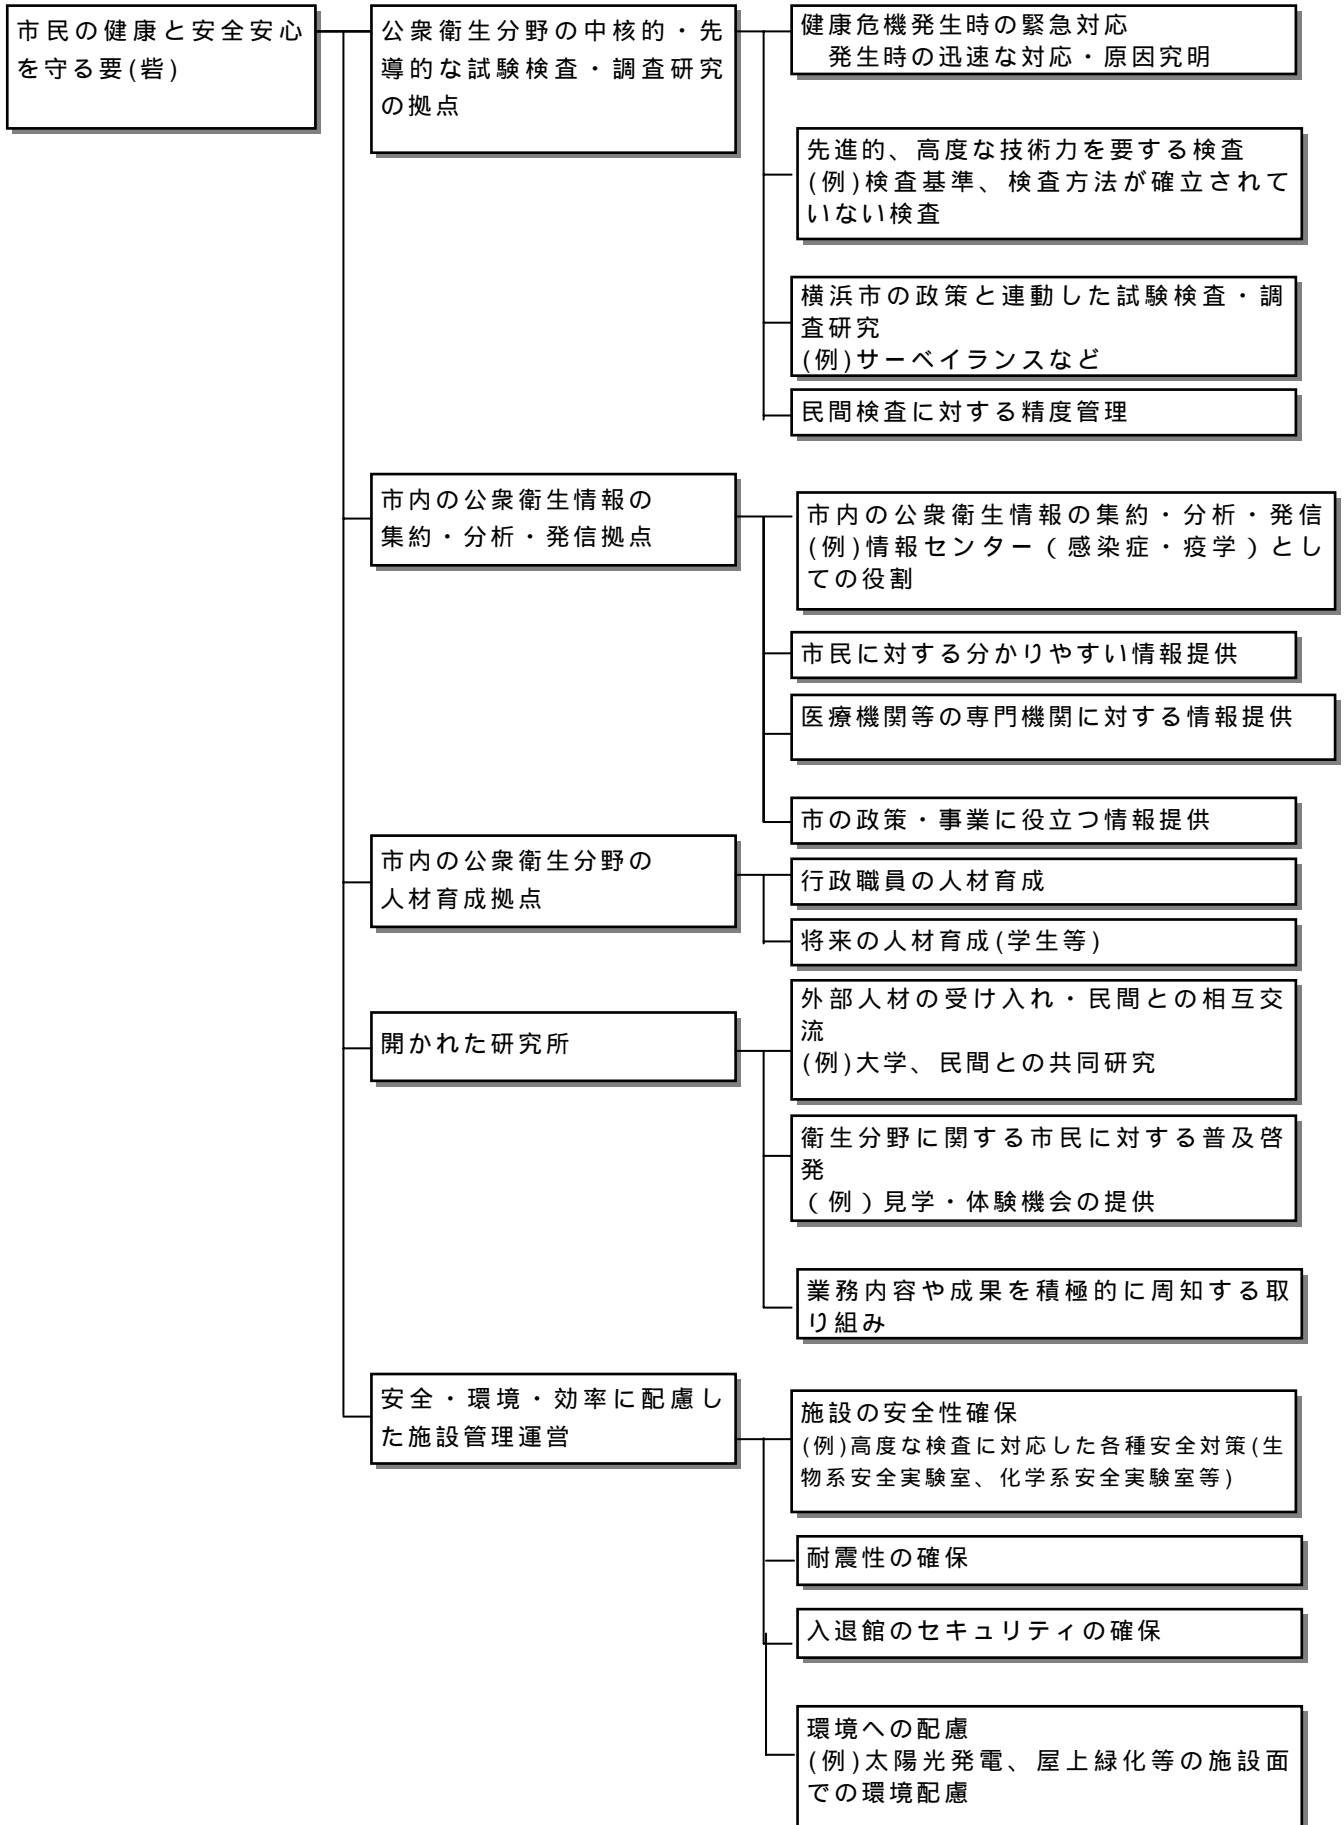 市民の健康と安全安心
を守る要(砦)
公衆衛生分野の中核的・先
導的な試験検査・調査研究
の拠点
健康危機発生時の緊急対応
発生時の迅速な対応・原因究明
先進的、高度な技術力を要する検査
(例)検査基準、検査方法が確立されて
いない検査
横浜市の政策と連動した試験検査・調
査研究
(例)サーベイランスなど
民間検査に対する精度管理
市内の公衆衛生情報の
集約・分析・発信拠点
市内の公衆衛生情報の集約・分析・発信
(例)情報センター(感染症・疫学)とし
ての役割
市民に対する分かりやすい情報提供
医療機関等の専門機関に対する情報提供
市の政策・事業に役立つ情報提供
市内の公衆衛生分野の
人材育成拠点
行政職員の人材育成
将来の人材育成(学生等)
開かれた研究所
外部人材の受け入れ・民間との相互交
流
(例)大学、民間との共同研究
衛生分野に関する市民に対する普及啓
発
(例)見学・体験機会の提供
業務内容や成果を積極的に周知する取
り組み
安全・環境・効率に配慮し
た施設管理運営
施設の安全性確保
(例)高度な検査に対応した各種安全対策(生
物系安全実験室、化学系安全実験室等)
耐震性の確保
入退館のセキュリティの確保
環境への配慮
(例)太陽光発電、屋上緑化等の施設面
での環境配慮